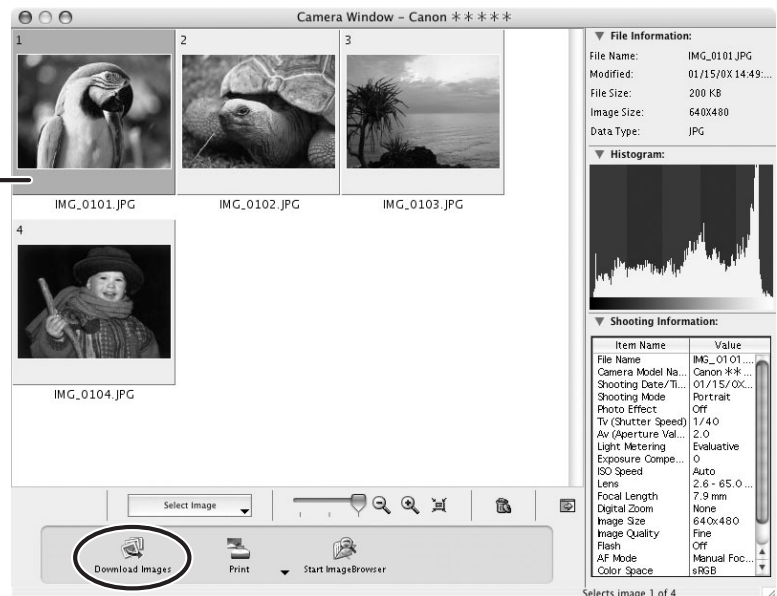 Camera Window – Canon ＊＊＊＊＊
1
2
3
IMG_0101.JPG
IMG_0102.JPG
IMG_0103.JPG
4
IMG_0104.JPG
Select Image
Download Images
Print
Start ImageBrowser
▼ File Information:
File Name: IMG_0101.JPG
Modified: 01/15/0X 14:49:...
File Size: 200 KB
Image Size: 640X480
Data Type: JPG
▼ Histogram:
▼ Shooting Information:
Item Name Value
File Name IMG_0101....
Camera Model Na... Canon ＊＊...
Shooting Date/Ti... 01/15/0X...
Shooting Mode Portrait
Photo Effect Off
Tv (Shutter Speed) 1/40
Av (Aperture Val... 2.0
Light Metering Evaluative
Exposure Compe... 0
ISO Speed Auto
Lens 2.6 - 65.0...
Focal Length 7.9 mm
Digital Zoom None
Image Size 640x480
Image Quality Fine
Flash Off
AF Mode Manual Foc...
Color Space sRGB
Selects image 1 of 4